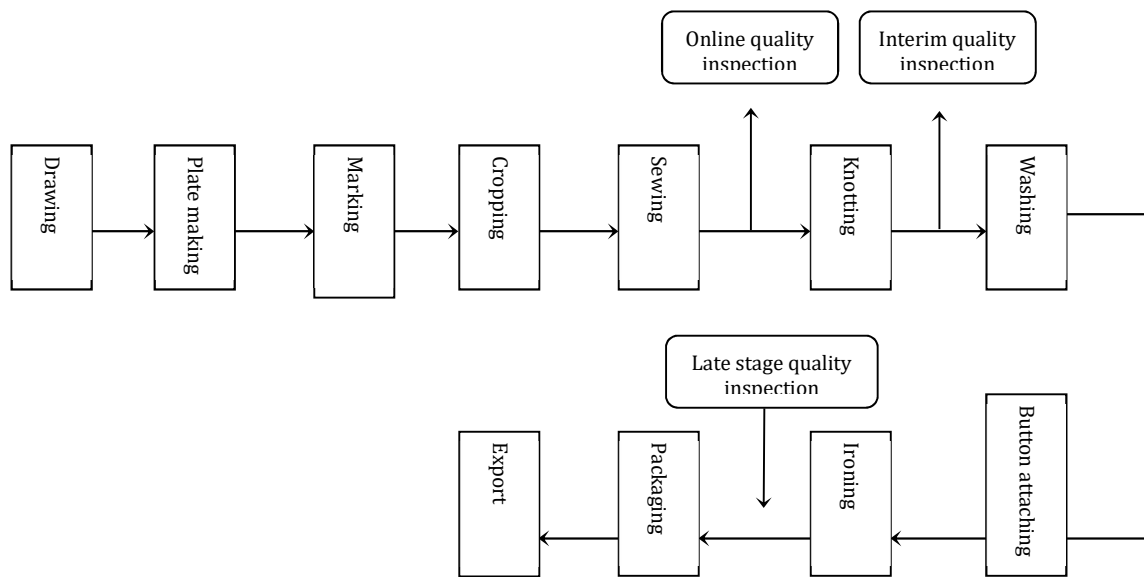 Online quality
inspection
Interim quality
inspection
Drawing
Plate making
Marking
Cropping
Sewing
Knotting
Washing
Late stage quality
inspection
Export
Packaging
Ironing
Button attaching